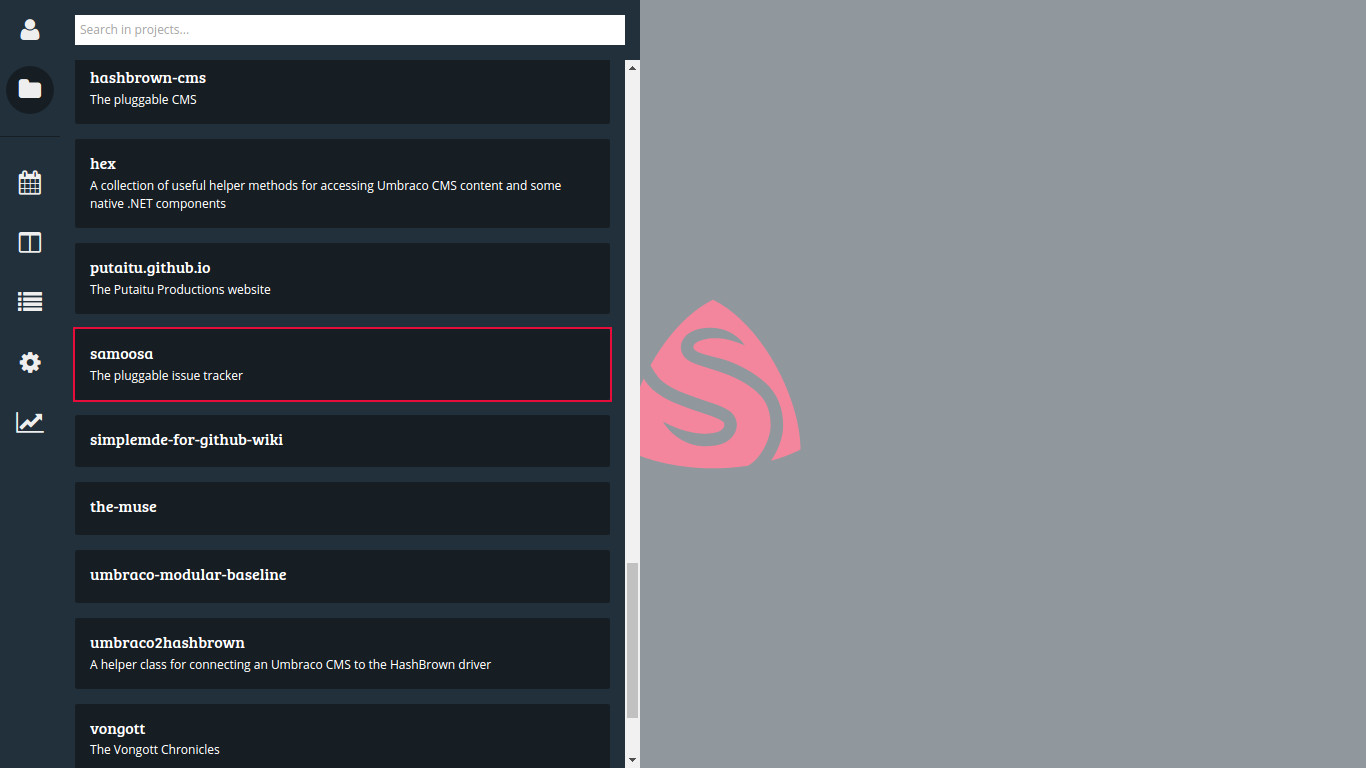 Search in projects...
hashbrown-cms
The pluggable CMS
hex
A collection of useful helper methods for accessing Umbraco CMS content and some
native .NET components
putaitu.github.io
The Putaitu Productions website
samoosa
The pluggable issue tracker
simplemde-for-github-wiki
the-muse
umbraco-modular-baseline
umbraco2hashbrown
A helper class for connecting an Umbraco CMS to the HashBrown driver
vongott
The Vongott Chronicles